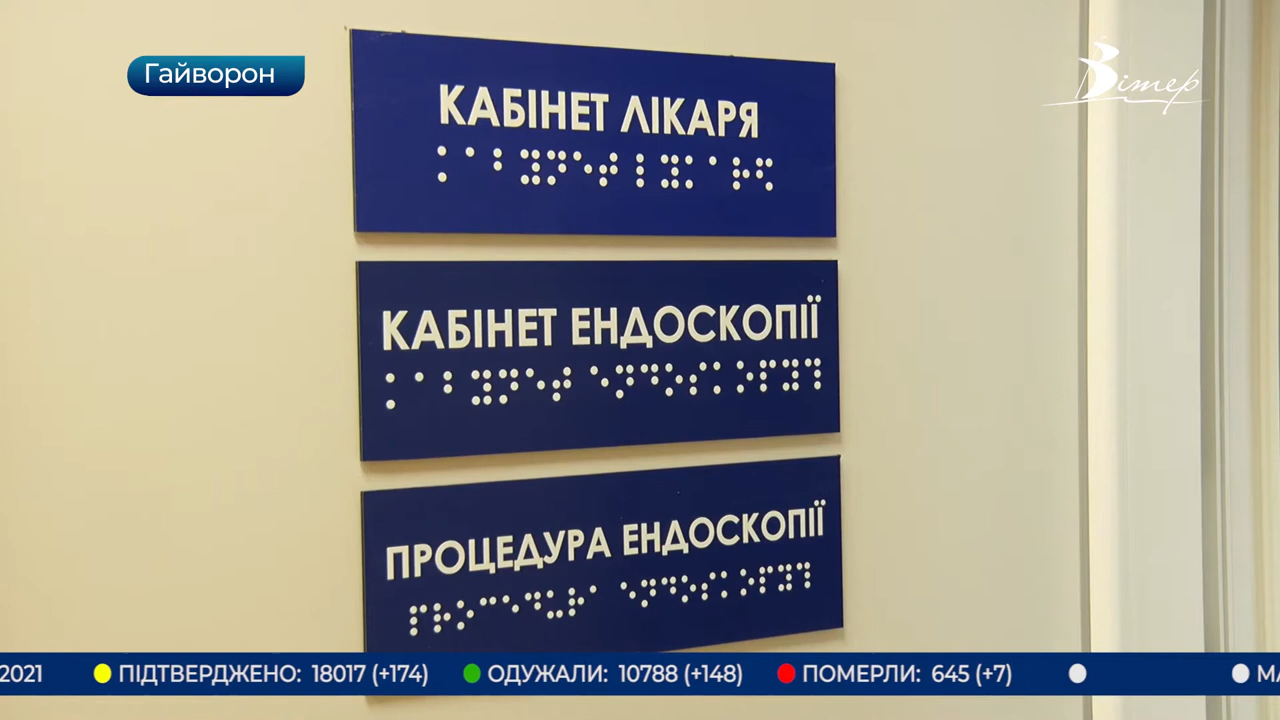 Гайворон
Вітер
КАБІНЕТ ЛІКАРЯ
КАБІНЕТ ЕНДОСКОПІЇ
ПРОЦЕДУРА ЕНДОСКОПІЇ
2021 ПІДТВЕРДЖЕНО: 18017 (+174) ОДУЖАЛИ: 10788 (+148) ПОМЕРЛИ: 645 (+7)